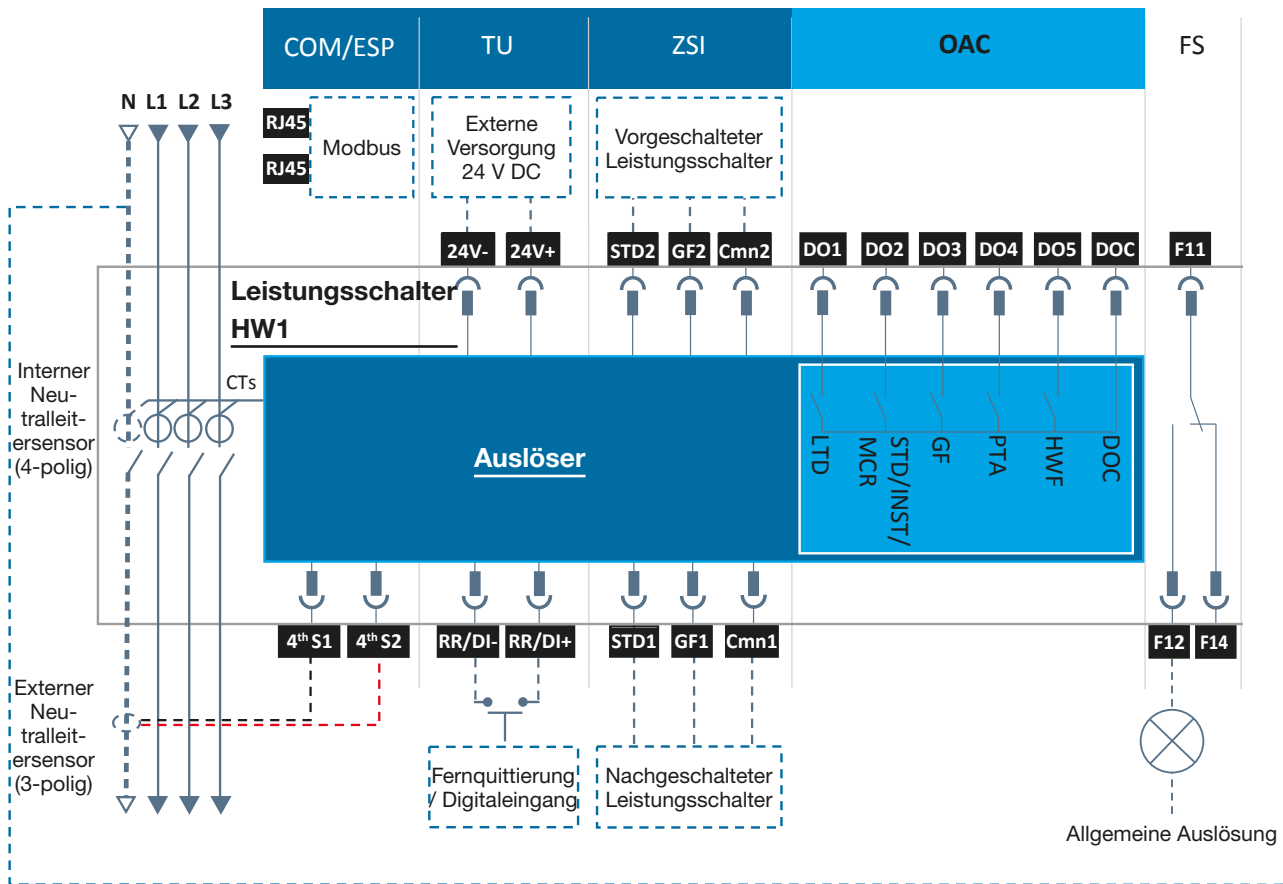 COM/ESP TU ZSI OAC FS
N L1 L2 L3
RJ45
RJ45
Modbus
Externe
Versorgung
24 V DC
Vorgeschalteter
Leistungsschalter
24V- 24V+ STD2 GF2 Cmn2 DO1 DO2 DO3 DO4 DO5 DOC F11
Leistungsschalter
HW1
Interner
Neu-
tralleit-
ersensor
(4-polig)
CTs
Auslöser
LTD
STD/INST/
MCR
GF
PTA
HWF
DOC
4th S1 4th S2 RR/DI- RR/DI+ STD1 GF1 Cmn1 F12 F14
Externer
Neu-
tralleit-
ersensor
(3-polig)
Fernquittierung
/ Digitaleingang
Nachgeschalteter
Leistungsschalter
Allgemeine Auslösung